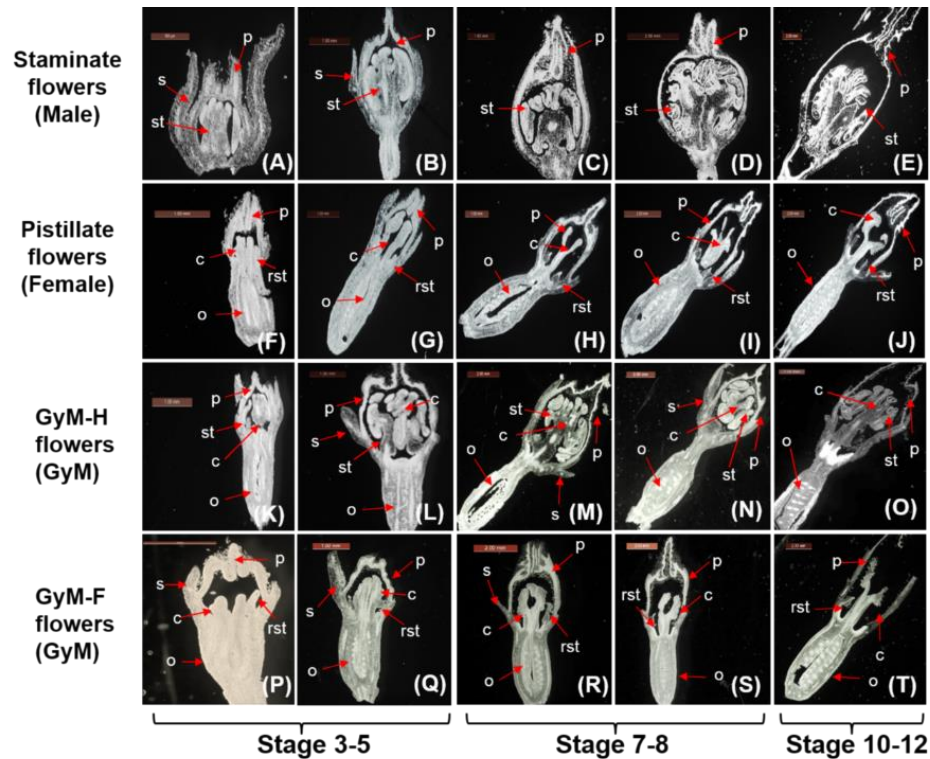 Staminate
flowers
(Male)
s
p
st
(A)
p
s
st
(B)
p
st
(C)
p
st
(D)
p
st
(E)
Pistillate
flowers
(Female)
p
c
rst
o
(F)
c
p
rst
o
(G)
p
c
o
rst
(H)
p
c
o
rst
(I)
c
o
p
rst
(J)
GyM-H
flowers
(GyM)
p
st
c
o
(K)
p
c
s
st
o
(L)
st
c
o
p
s
(M)
s
c
o
st
p
(N)
c
p
st
o
(O)
GyM-F
flowers
(GyM)
p
s
c
rst
o
(P)
p
s
c
rst
o
(Q)
p
s
c
rst
o
(R)
p
rst
c
o
(S)
p
rst
c
o
(T)
Stage 3-5
Stage 7-8
Stage 10-12